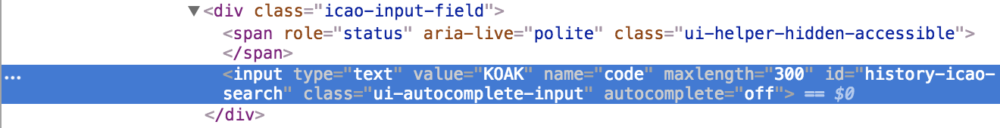 ▼<div class="icao-input-field">
<span role="status" aria-live="polite" class="ui-helper-hidden-accessible">
</span>
… <input type="text" value="KOAK" name="code" maxlength="300" id="history-icao-
search" class="ui-autocomplete-input" autocomplete="off"> == $0
</div>